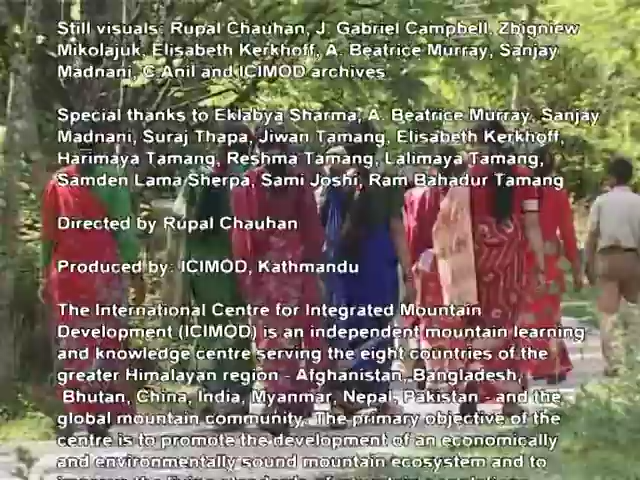 Still visuals: Rupal Chauhan, J. Gabriel Campbell, Zbigniew
Mikolajuk, Elisabeth Kerkhoff, A. Beatrice Murray, Sanjay
Madnani, C.Anil and ICIMOD archives
Special thanks to Eklabya Sharma, A. Beatrice Murray, Sanjay
Madnani, Suraj Thapa, Jiwan Tamang, Elisabeth Kerkhoff,
Harimaya Tamang, Reshma Tamang, Lalimaya Tamang,
Samden Lama Sherpa, Sami Joshi, Ram Bahadur Tamang
Directed by Rupal Chauhan
Produced by: ICIMOD, Kathmandu
The International Centre for Integrated Mountain
Development (ICIMOD) is an independent mountain learning
and knowledge centre serving the eight countries of the
greater Himalayan region - Afghanistan, Bangladesh,
Bhutan, China, India, Myanmar, Nepal, Pakistan - and the
global mountain community. The primary objective of the
centre is to promote the development of an economically
and environmentally sound mountain ecosystem and to